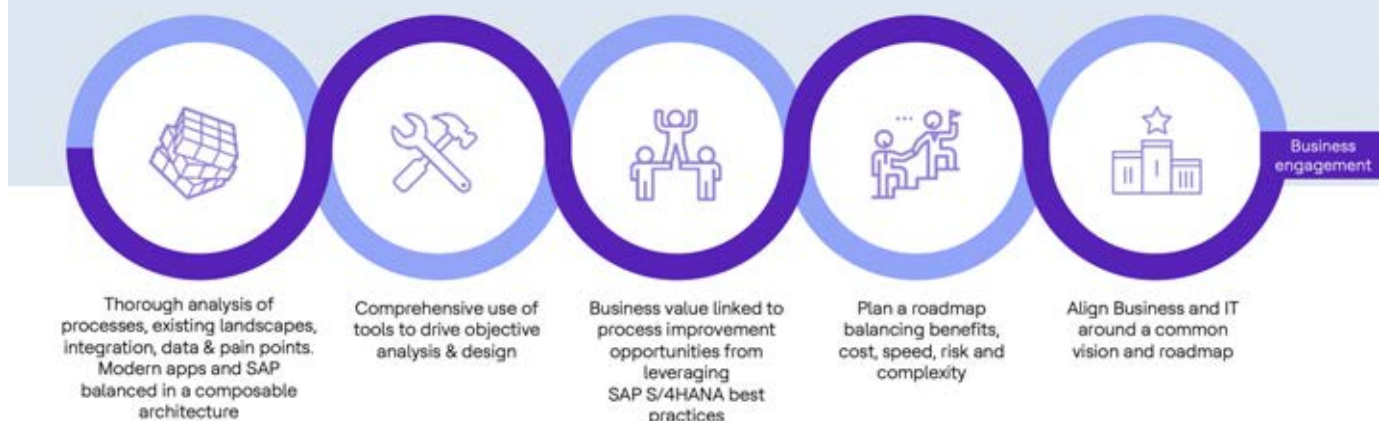 Thorough analysis of
processes, existing landscapes,
integration, data & pain points.
Modern apps and SAP
balanced in a composable
architecture
Comprehensive use of
tools to drive objective
analysis & design
Business value linked to
process improvement
opportunities from
leveraging
SAP S/4HANA best
practices
Plan a roadmap
balancing benefits,
cost, speed, risk and
complexity
Align Business and IT
around a common
vision and roadmap
Business
engagement